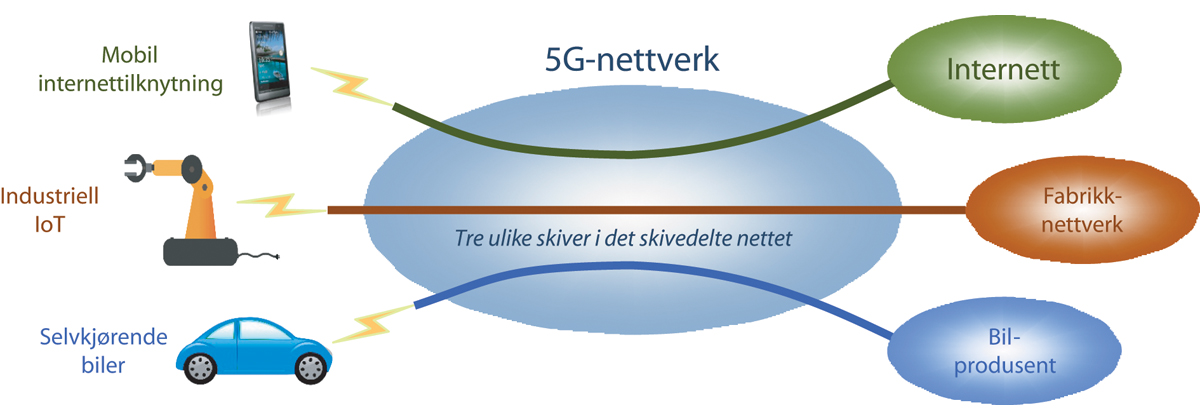 Mobil
internettilknytning
5G-nettverk
Internett
Industriell
IoT
Tre ulike skiver i det skivedelte nettet
Fabrikk-
nettverk
Selvkjørende
biler
Bil-
produsent